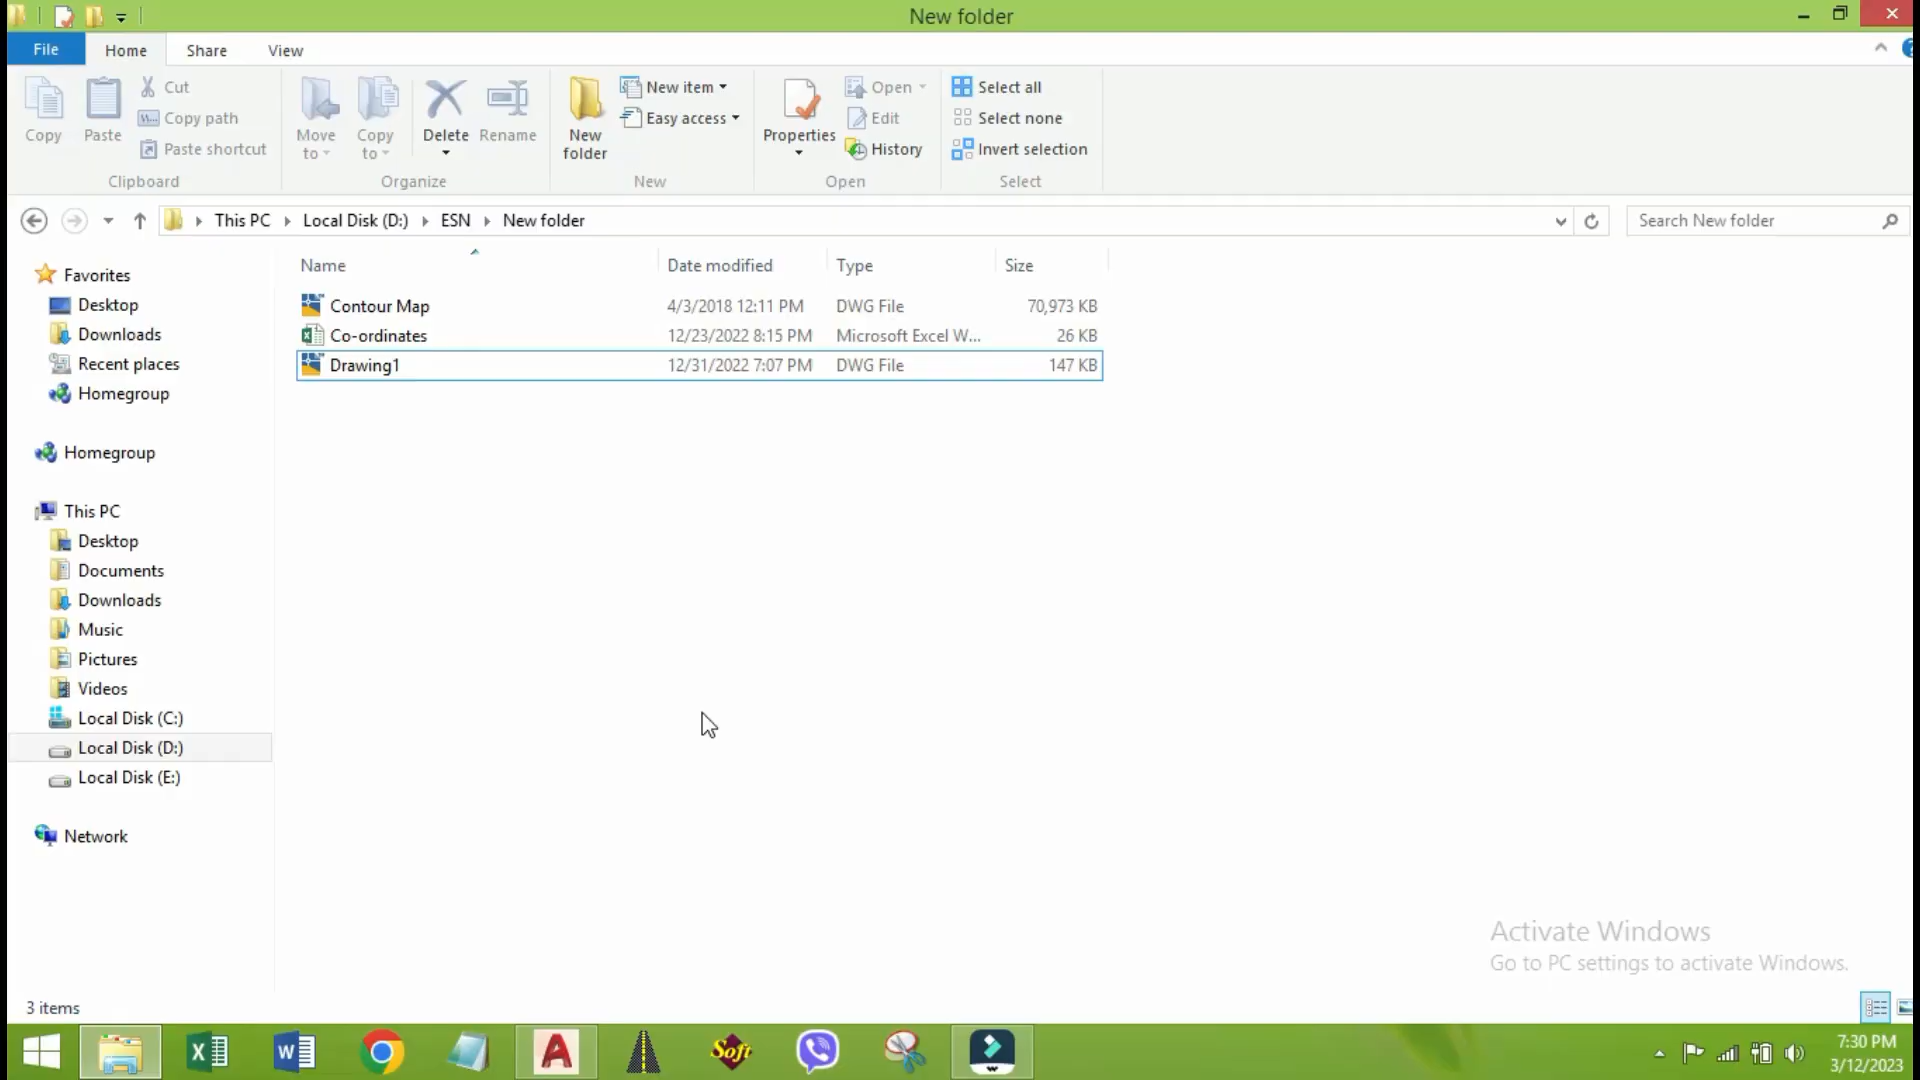 New folder
File Home Share View
Copy
Paste
Cut
Copy path
Paste shortcut
Clipboard
Move to
Copy to
Delete
Rename
Organize
New folder
New item
Easy access
New
Properties
Open
Edit
History
Open
Select all
Select none
Invert selection
Select
This PC Local Disk (D:) ESN New folder
Search New folder
Name Date modified Type Size
Contour Map 4/3/2018 12:11 PM DWG File 70,973 KB
Co-ordinates 12/23/2022 8:15 PM Microsoft Excel W... 26 KB
Drawing1 12/31/2022 7:07 PM DWG File 147 KB
Favorites
Desktop
Downloads
Recent places
Homegroup
Homegroup
This PC
Desktop
Documents
Downloads
Music
Pictures
Videos
Local Disk (C:)
Local Disk (D:)
Local Disk (E:)
Network
Activate Windows
Go to PC settings to activate Windows.
3 items
Soft
7:30 PM
3/12/2023